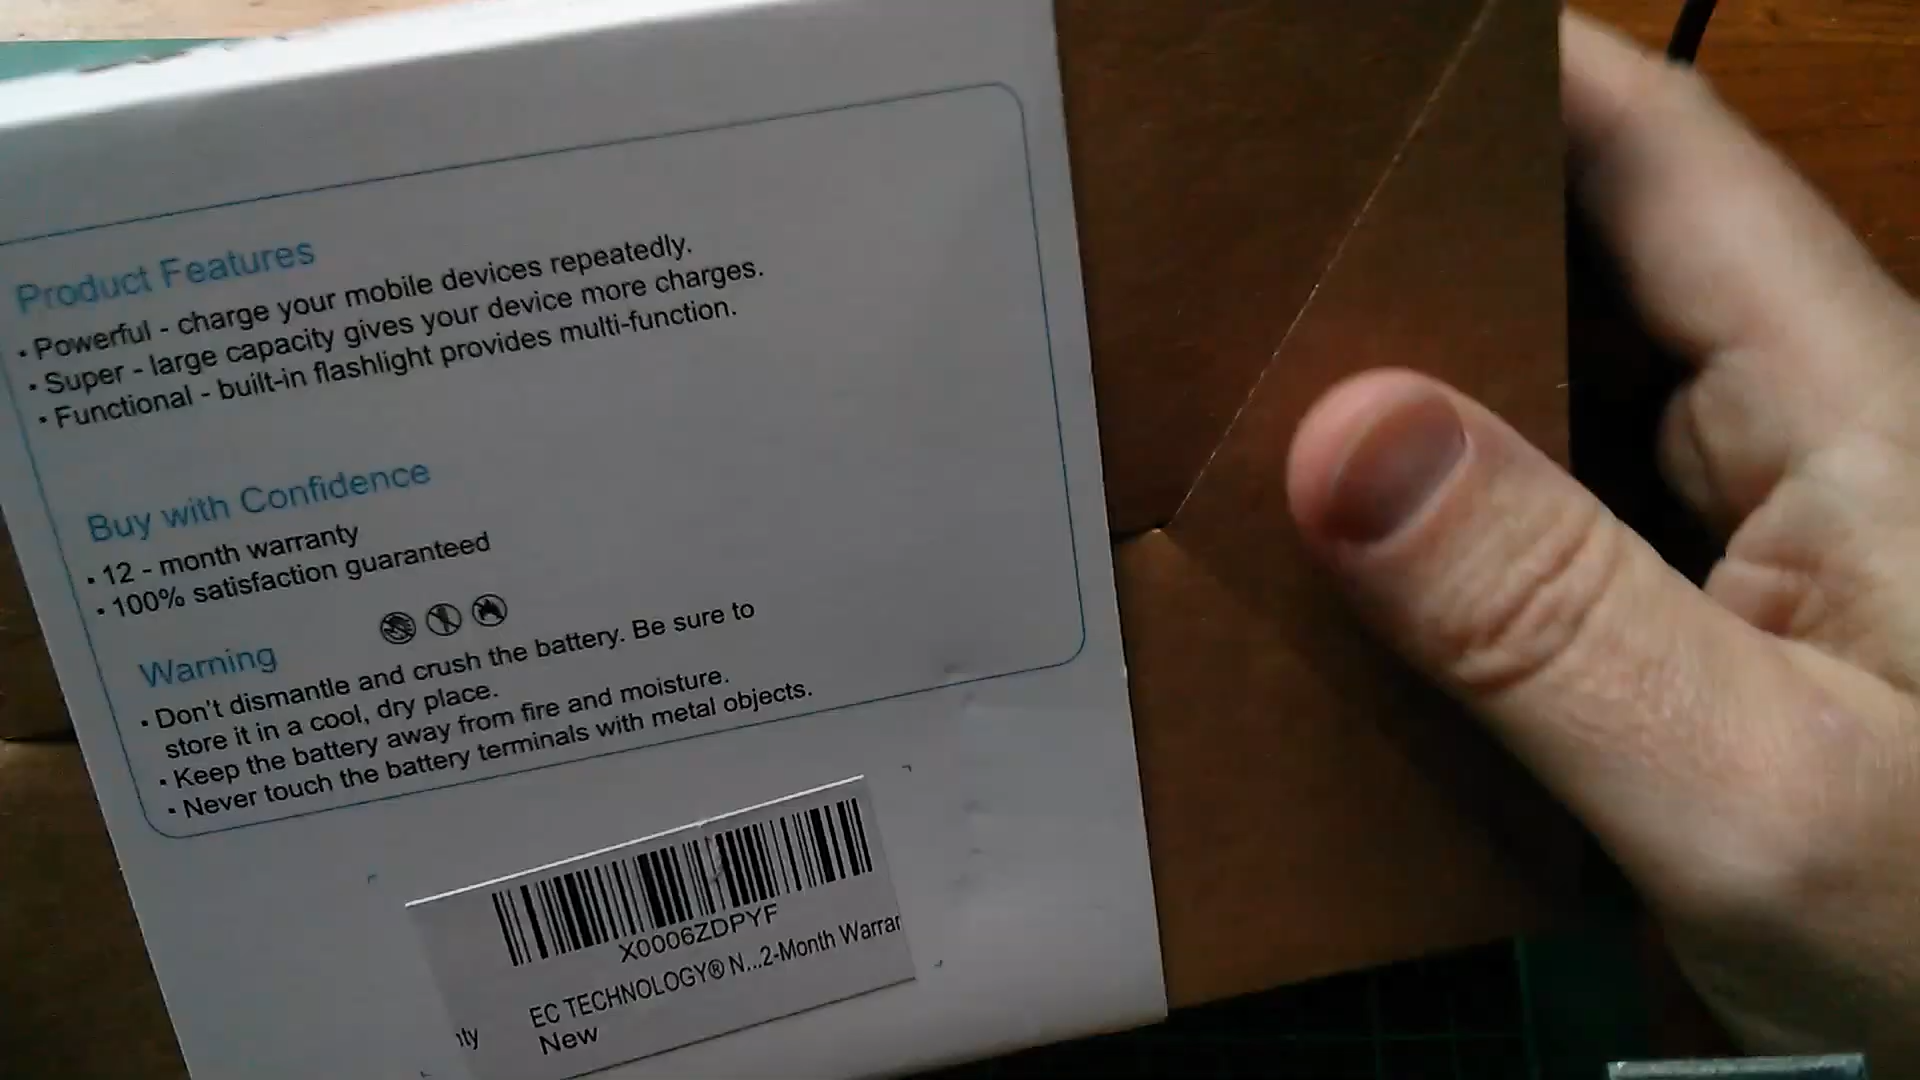 Product Features
• Powerful - charge your mobile devices repeatedly.
• Super - large capacity gives your device more charges.
• Functional - built-in flashlight provides multi-function.
Buy with Confidence
• 12 - month warranty
• 100% satisfaction guaranteed
Warning
• Don't dismantle and crush the battery. Be sure to
store it in a cool, dry place.
• Keep the battery away from fire and moisture.
• Never touch the battery terminals with metal objects.
X0006ZDPYF
EC TECHNOLOGY® N...2-Month Warrar
nty
New